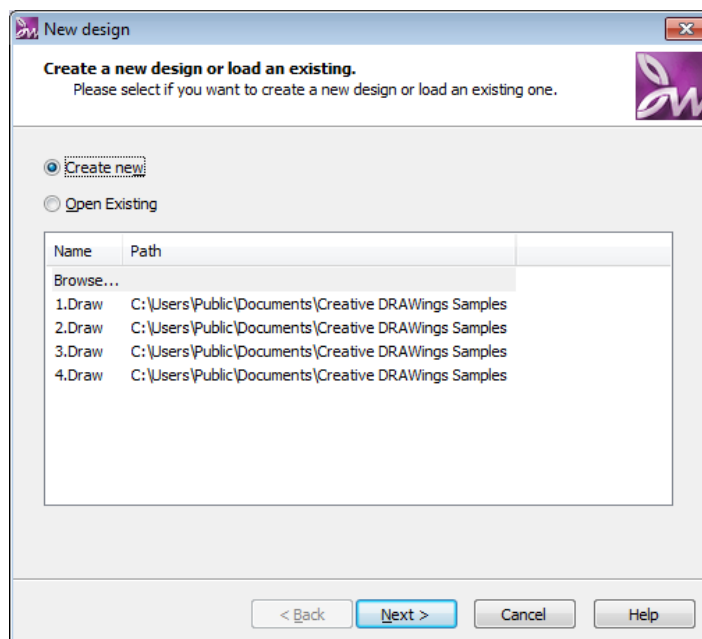 New design
Create a new design or load an existing.
Please select if you want to create a new design or load an existing one.
Create new
Open Existing
Name Path
Browse...
1.Draw C:\Users\Public\Documents\Creative DRAWings Samples
2.Draw C:\Users\Public\Documents\Creative DRAWings Samples
3.Draw C:\Users\Public\Documents\Creative DRAWings Samples
4.Draw C:\Users\Public\Documents\Creative DRAWings Samples
< Back Next > Cancel Help